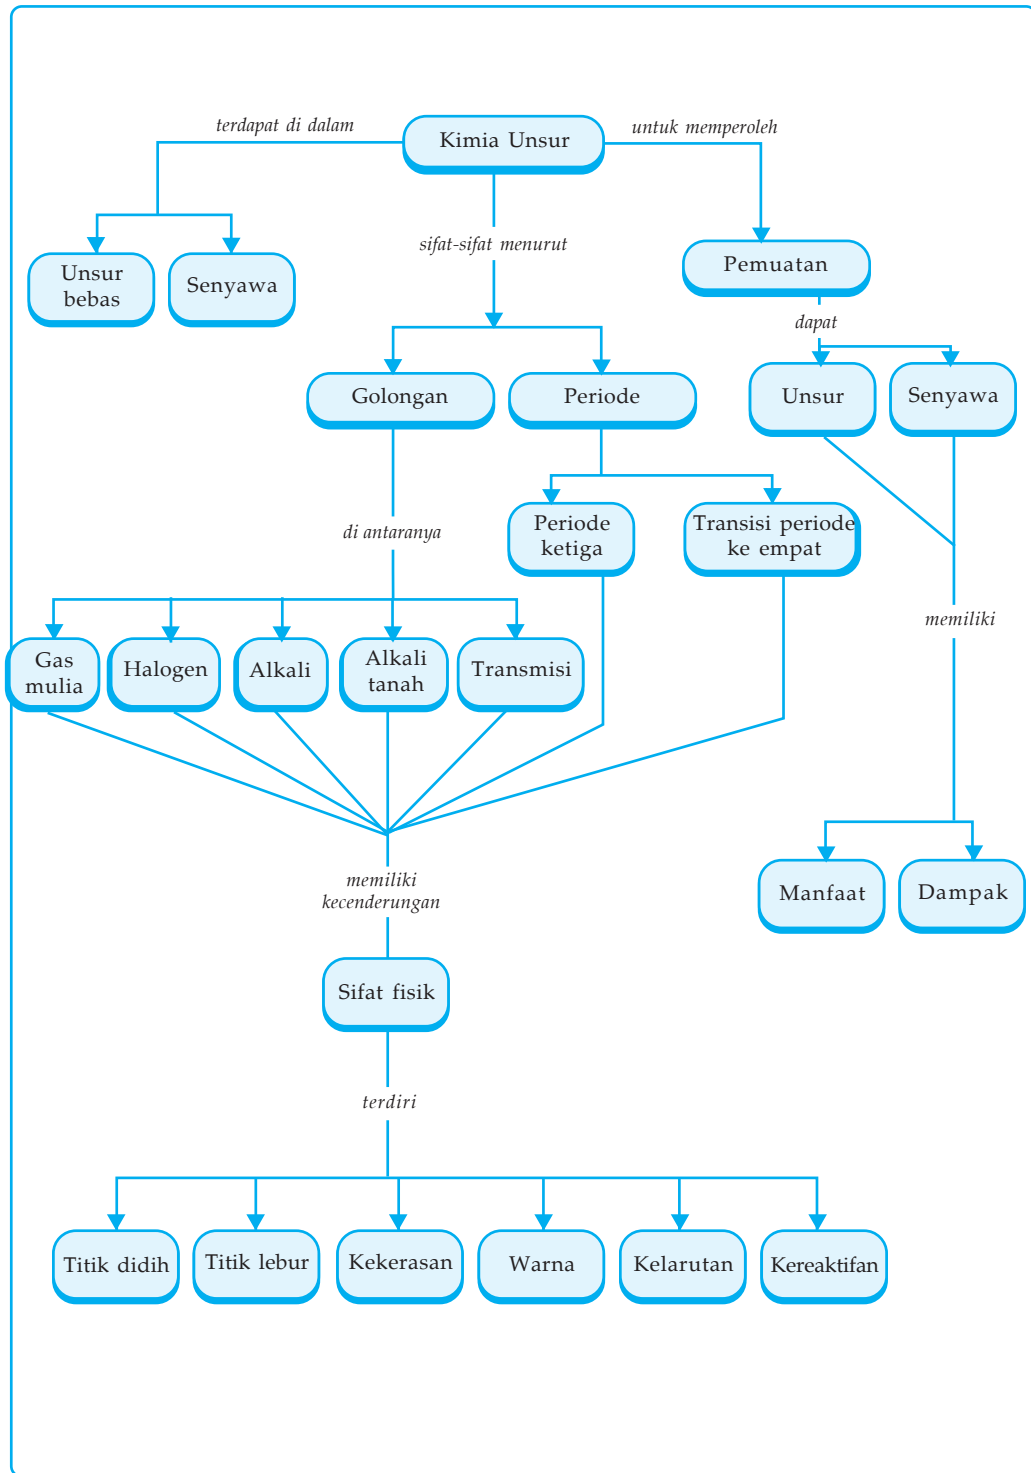 terdapat di dalam
Kimia Unsur
untuk memperoleh
sifat-sifat menurut
Unsur
bebas
Senyawa
Pemuatan
dapat
Golongan
Periode
Unsur
Senyawa
di antaranya
Periode
ketiga
Transisi periode
ke empat
memiliki
Gas
mulia
Halogen
Alkali
Alkali
tanah
Transmisi
memiliki
kecenderungan
Manfaat
Dampak
Sifat fisik
terdiri
Titik didih
Titik lebur
Kekerasan
Warna
Kelarutan
Kereaktifan